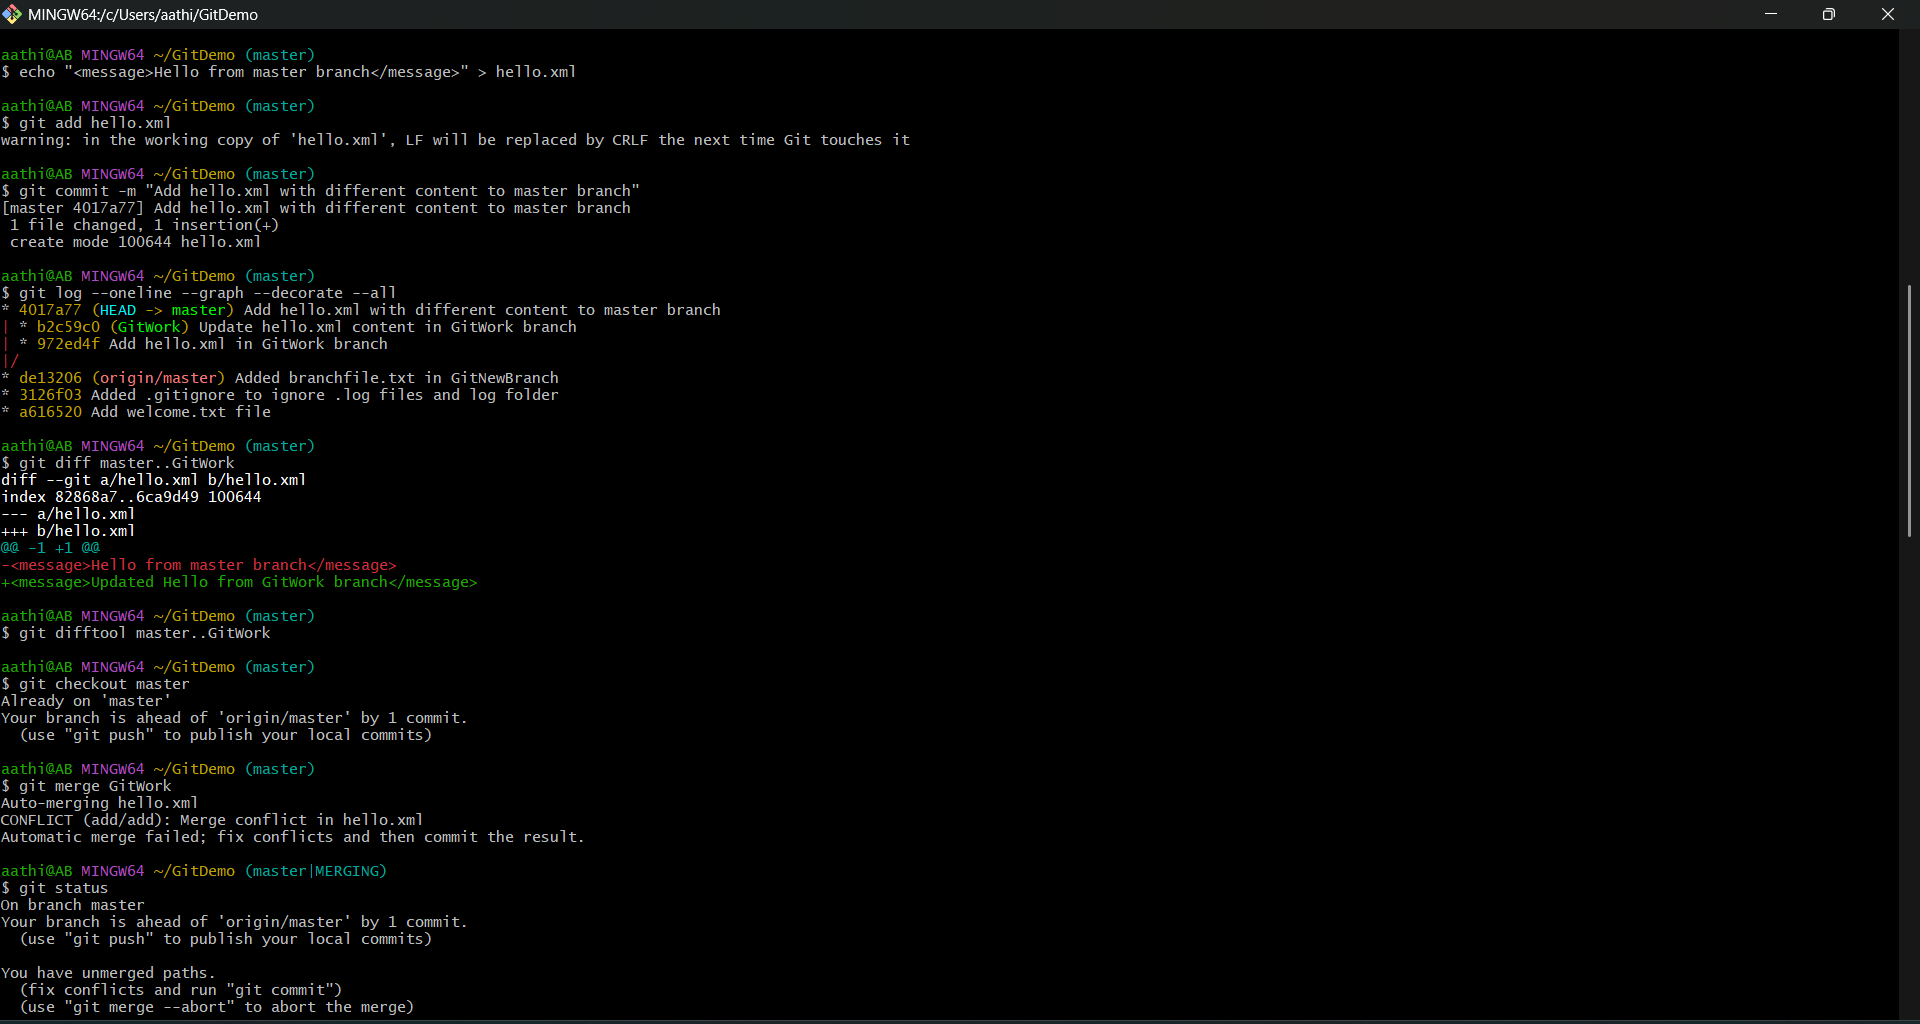 MINGW64:/c/Users/aathi/GitDemo
aathi@AB MINGW64 ~/GitDemo (master)
$ echo "<message>Hello from master branch</message>" > hello.xml
aathi@AB MINGW64 ~/GitDemo (master)
$ git add hello.xml
warning: in the working copy of 'hello.xml', LF will be replaced by CRLF the next time Git touches it
aathi@AB MINGW64 ~/GitDemo (master)
$ git commit -m "Add hello.xml with different content to master branch"
[master 4017a77] Add hello.xml with different content to master branch
 1 file changed, 1 insertion(+)
 create mode 100644 hello.xml
aathi@AB MINGW64 ~/GitDemo (master)
$ git log --oneline --graph --decorate --all
* 4017a77 (HEAD -> master) Add hello.xml with different content to master branch
| * b2c59c0 (GitWork) Update hello.xml content in GitWork branch
| * 972ed4f Add hello.xml in GitWork branch
|/
* de13206 (origin/master) Added branchfile.txt in GitNewBranch
* 3126f03 Added .gitignore to ignore .log files and log folder
* a616520 Add welcome.txt file
aathi@AB MINGW64 ~/GitDemo (master)
$ git diff master..GitWork
diff --git a/hello.xml b/hello.xml
index 82868a7..6ca9d49 100644
--- a/hello.xml
+++ b/hello.xml
@@ -1 +1 @@
-<message>Hello from master branch</message>
+<message>Updated Hello from GitWork branch</message>
aathi@AB MINGW64 ~/GitDemo (master)
$ git difftool master..GitWork
aathi@AB MINGW64 ~/GitDemo (master)
$ git checkout master
Already on 'master'
Your branch is ahead of 'origin/master' by 1 commit.
  (use "git push" to publish your local commits)
aathi@AB MINGW64 ~/GitDemo (master)
$ git merge GitWork
Auto-merging hello.xml
CONFLICT (add/add): Merge conflict in hello.xml
Automatic merge failed; fix conflicts and then commit the result.
aathi@AB MINGW64 ~/GitDemo (master|MERGING)
$ git status
On branch master
Your branch is ahead of 'origin/master' by 1 commit.
  (use "git push" to publish your local commits)
You have unmerged paths.
  (fix conflicts and run "git commit")
  (use "git merge --abort" to abort the merge)